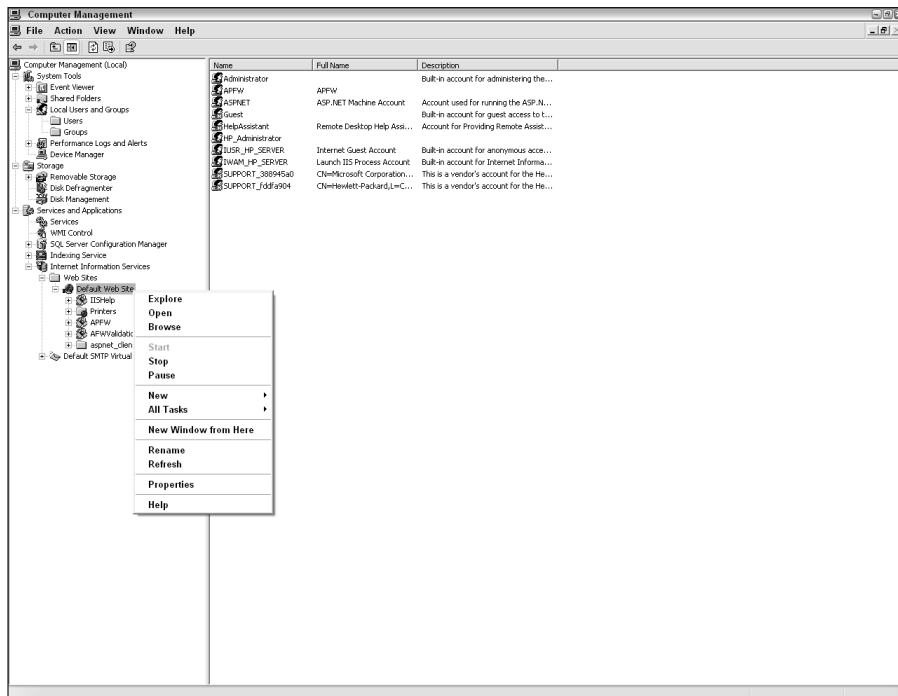 Computer Management
File Action View Window Help
Computer Management (Local)
System Tools
Event Viewer
Shared Folders
Local Users and Groups
Users
Groups
Performance Logs and Alerts
Device Manager
Storage
Removable Storage
Disk Defragmenter
Disk Management
Services and Applications
Services
WMI Control
SQL Server Configuration Manager
Indexing Service
Internet Information Services
Web Sites
Default Web Site
IISHelp
Printers
APFW
AFWValidatic
aspnet_clien
Default SMTP Virtual
Explore
Open
Browse
Start
Stop
Pause
New
All Tasks
New Window from Here
Rename
Refresh
Properties
Help
Name Full Name Description
Administrator Built-in account for administering the...
APFW APFW
ASPNET ASP.NET Machine Account Account used for running the ASP.N...
Guest Built-in account for guest access to t...
HelpAssistant Remote Desktop Help Assi... Account for Providing Remote Assist...
HP_Administrator
IUSR_HP_SERVER Internet Guest Account Built-in account for anonymous acce...
IWAM_HP_SERVER Launch IIS Process Account Built-in account for Internet Informa...
SUPPORT_388945a0 CN=Microsoft Corporation... This is a vendor's account for the He...
SUPPORT_fddfa904 CN=Hewlett-Packard,L=C... This is a vendor's account for the He...